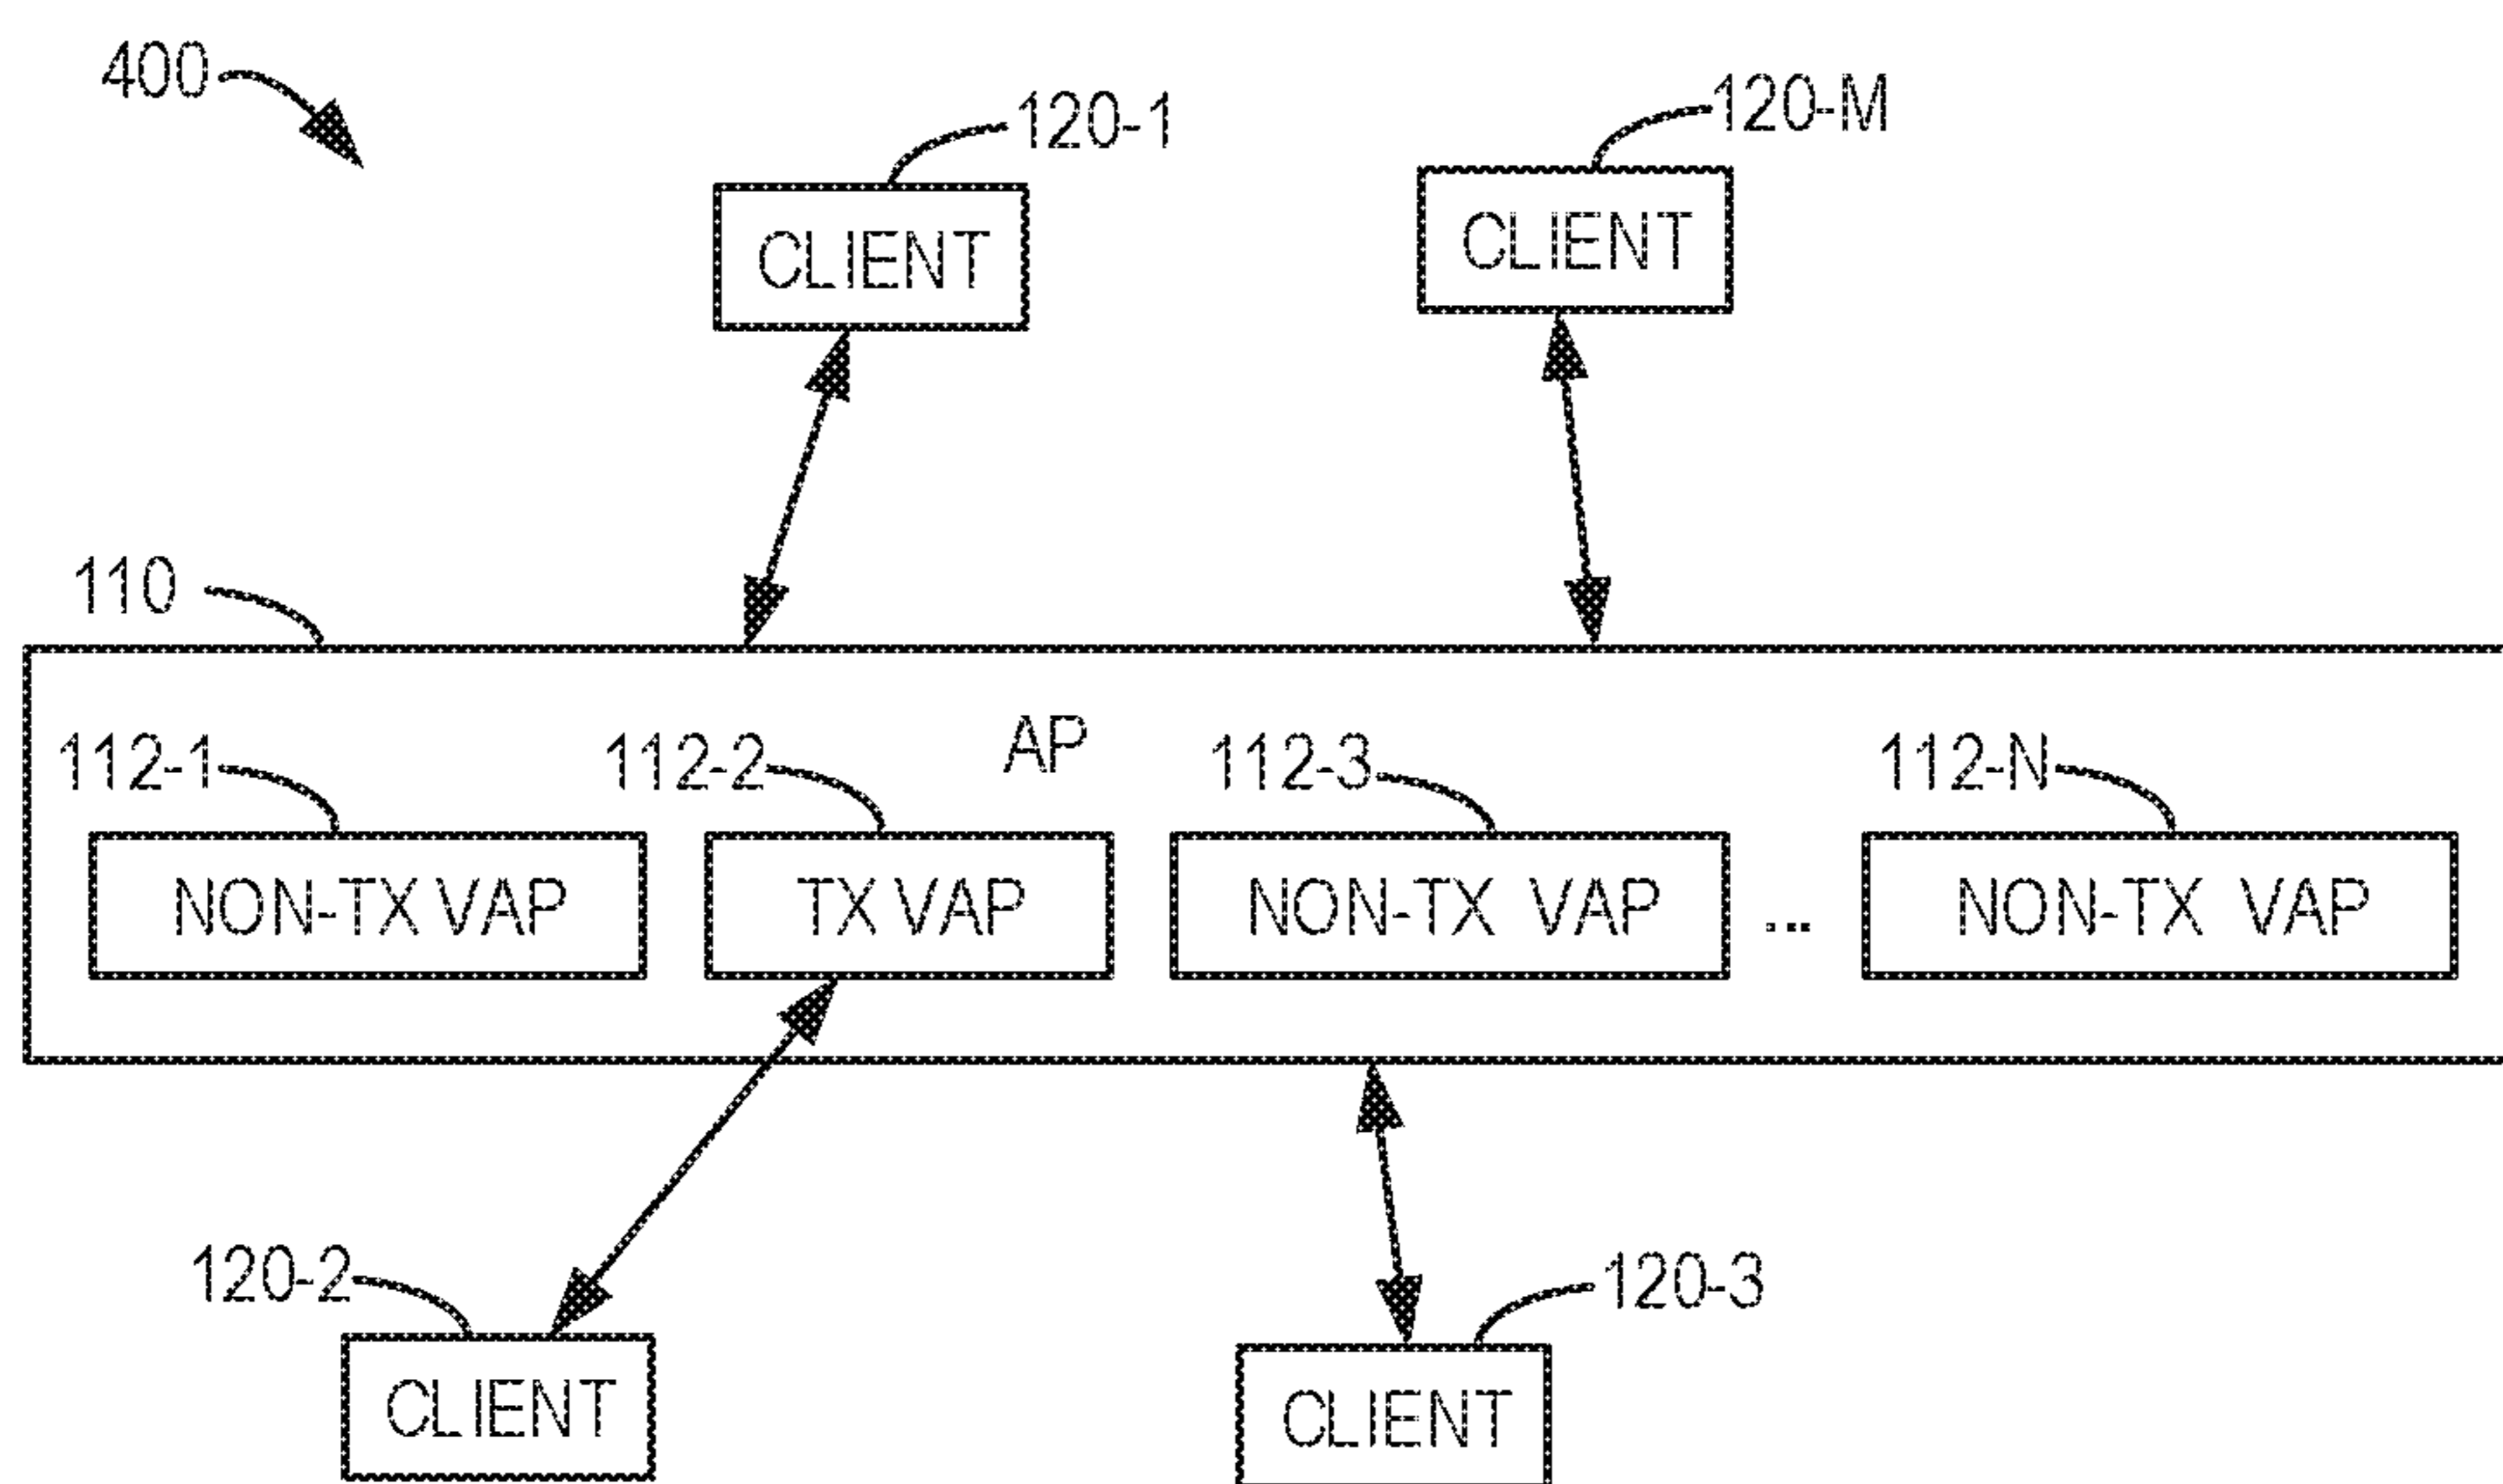 400
120-1
120-M
CLIENT
CLIENT
110
AP
112-1
112-2
112-3
112-N
NON-TX VAP
TX VAP
NON-TX VAP
...
NON-TX VAP
120-2
120-3
CLIENT
CLIENT